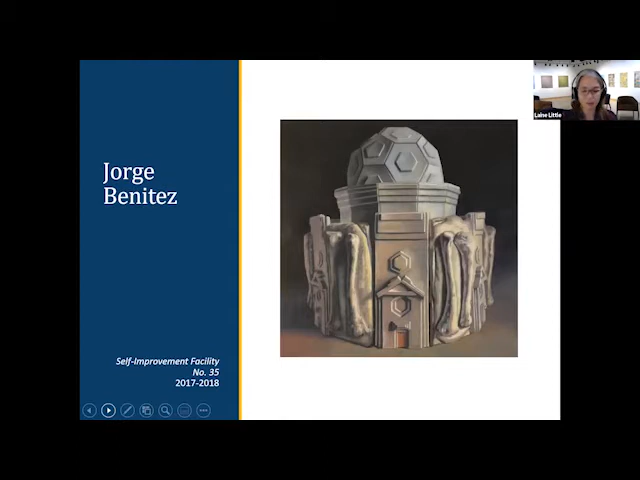 Jorge
Benitez
Self-Improvement Facility
No. 35
2017-2018
Laine Little